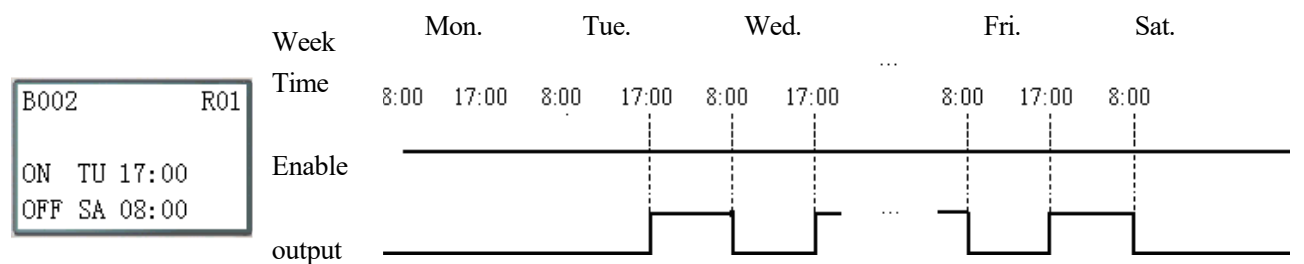 B002 R01
ON TU 17:00
OFF SA 08:00
Week Mon. Tue. Wed. ... Fri. Sat.
Time 8:00 17:00 8:00 17:00 8:00 17:00 8:00 17:00 8:00
Enable
...
output